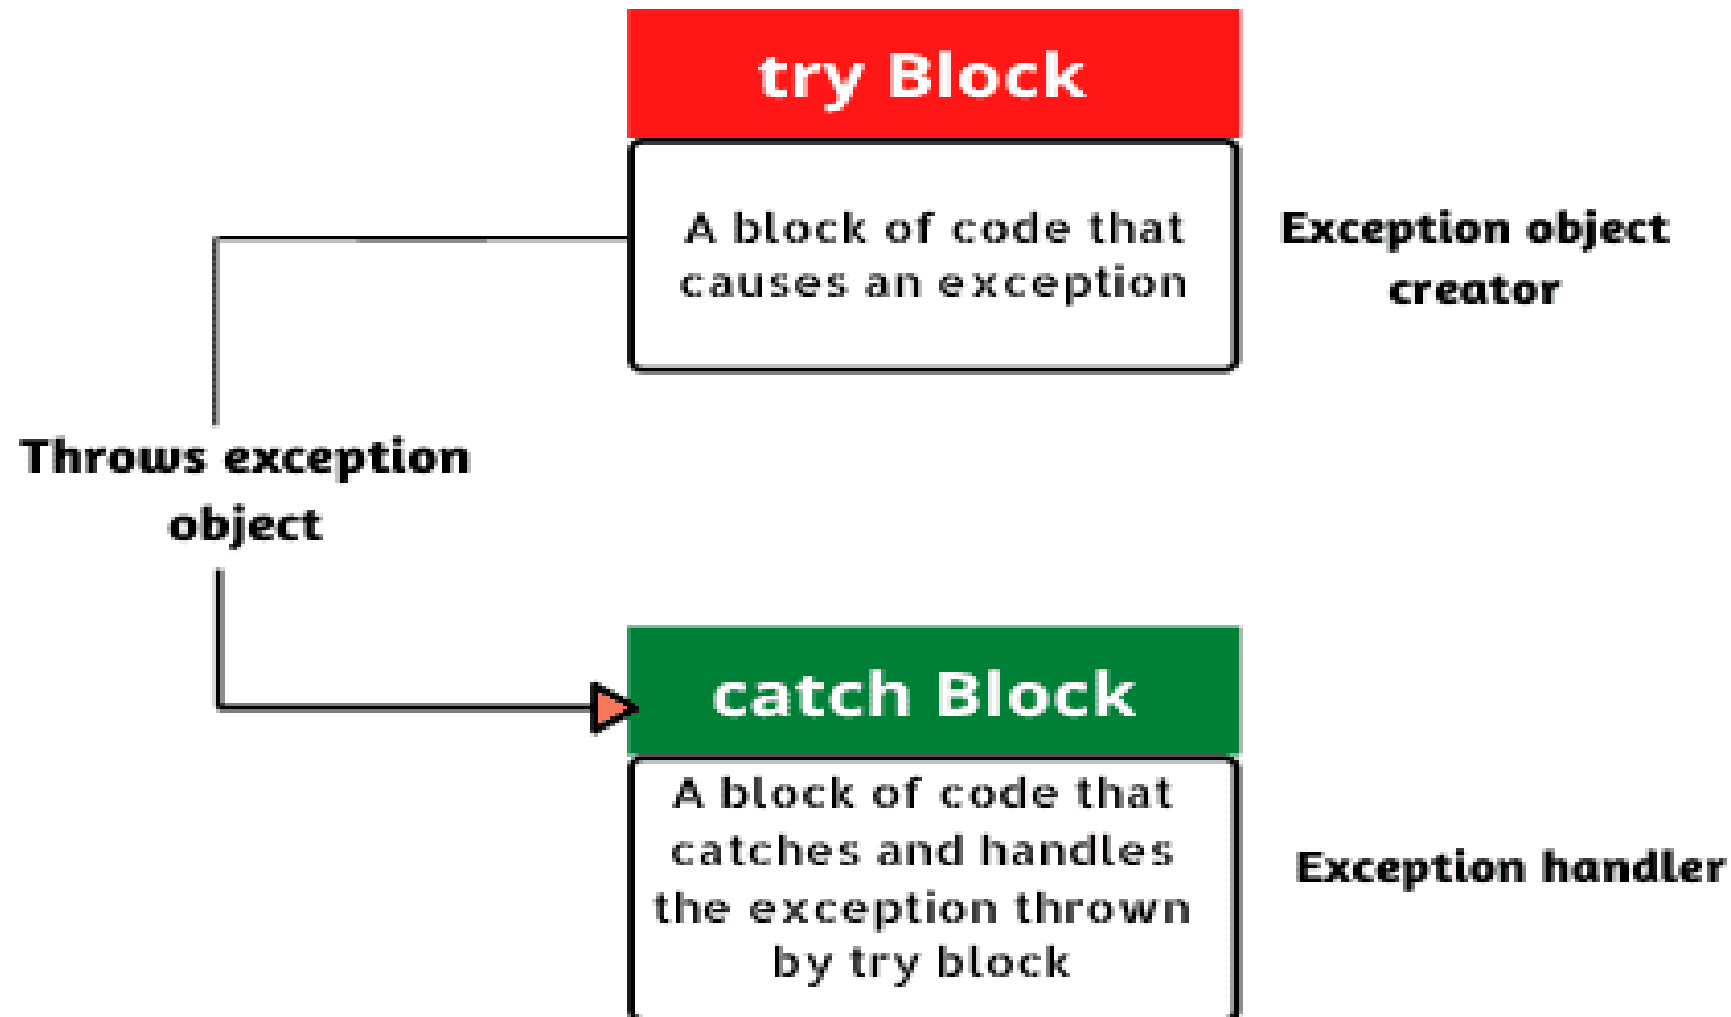 try Block
A block of code that
causes an exception
Exception object
creator
Throws exception
object
catch Block
A block of code that
catches and handles
the exception thrown
by try block
Exception handler